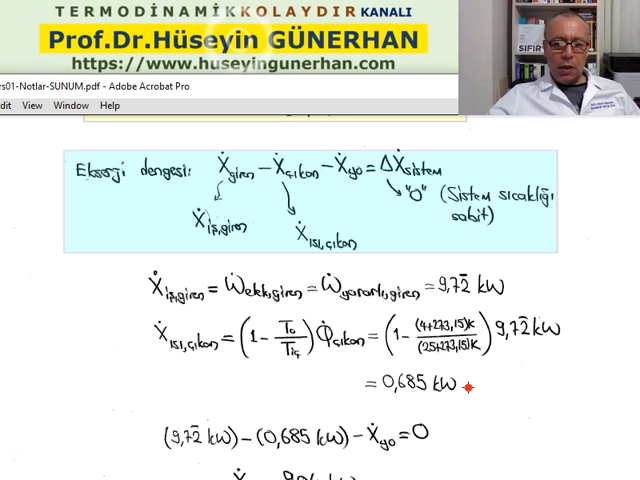 TERMODİNAMİKKOLAYDIR KANALI
Prof.Dr.Hüseyin GÜNERHAN
https://www.huseyingunerhan.com
rs01-Notlar-SUNUM.pdf - Adobe Acrobat Pro
dit View Window Help
SIFIR
Ekserji dengesi: Ẋgiren − Ẋçıkan − Ẋyo = ΔẊsistem
"0" (Sistem sıcaklığı sabit)
Ẋiş,giren
Ẋısı,çıkan
Ẋiş,giren = Ẇelek,giren = Ẇyararlı,giren = 9,72 kW
Ẋısı,çıkan = (1 − To/Tiç) Q̇çıkan = (1 − (4+273,15)K/(25+273,15)K) 9,72 kW
= 0,685 kW
(9,72 kW) − (0,685 kW) − Ẋyo = 0